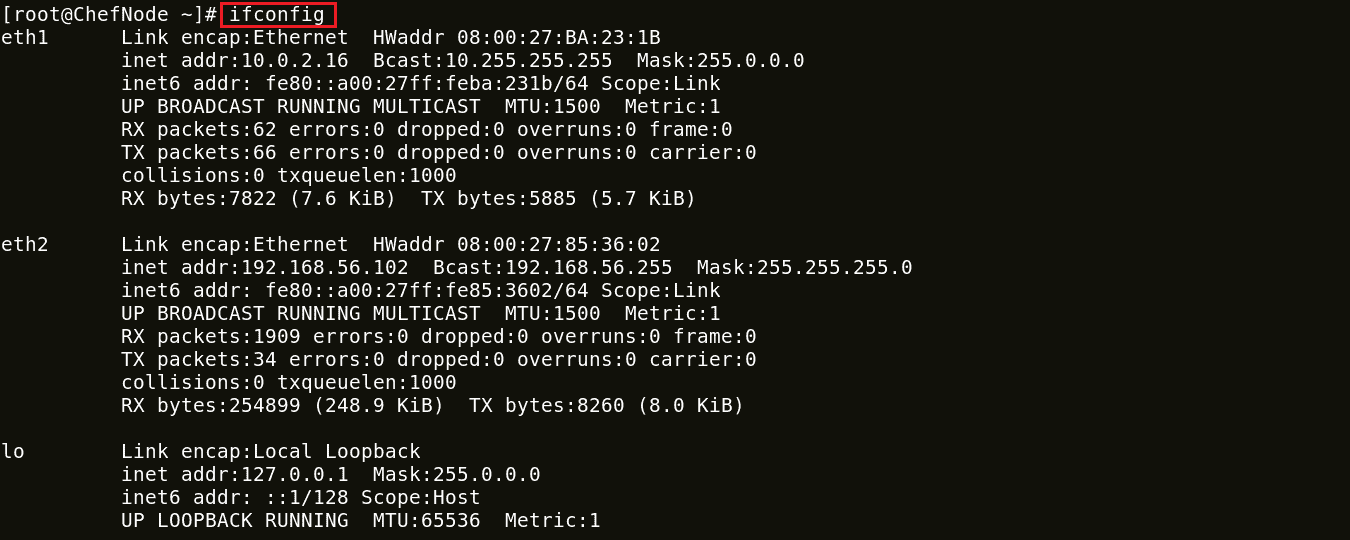 [root@ChefNode ~]# ifconfig
eth1      Link encap:Ethernet  HWaddr 08:00:27:BA:23:1B
          inet addr:10.0.2.16  Bcast:10.255.255.255  Mask:255.0.0.0
          inet6 addr: fe80::a00:27ff:feba:231b/64 Scope:Link
          UP BROADCAST RUNNING MULTICAST  MTU:1500  Metric:1
          RX packets:62 errors:0 dropped:0 overruns:0 frame:0
          TX packets:66 errors:0 dropped:0 overruns:0 carrier:0
          collisions:0 txqueuelen:1000
          RX bytes:7822 (7.6 KiB)  TX bytes:5885 (5.7 KiB)

eth2      Link encap:Ethernet  HWaddr 08:00:27:85:36:02
          inet addr:192.168.56.102  Bcast:192.168.56.255  Mask:255.255.255.0
          inet6 addr: fe80::a00:27ff:fe85:3602/64 Scope:Link
          UP BROADCAST RUNNING MULTICAST  MTU:1500  Metric:1
          RX packets:1909 errors:0 dropped:0 overruns:0 frame:0
          TX packets:34 errors:0 dropped:0 overruns:0 carrier:0
          collisions:0 txqueuelen:1000
          RX bytes:254899 (248.9 KiB)  TX bytes:8260 (8.0 KiB)

lo        Link encap:Local Loopback
          inet addr:127.0.0.1  Mask:255.0.0.0
          inet6 addr: ::1/128 Scope:Host
          UP LOOPBACK RUNNING  MTU:65536  Metric:1